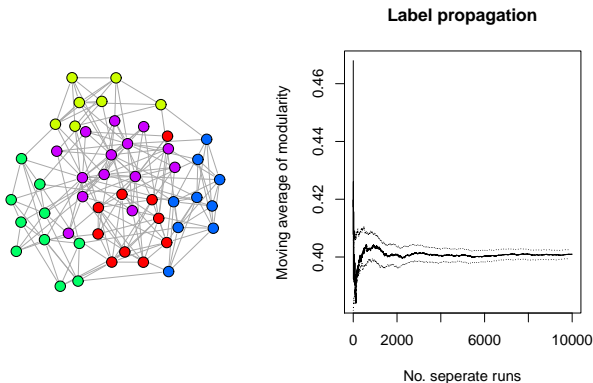 Label propagation
Moving average of modularity
0.46
0.44
0.42
0.40
0
2000
6000
10000
No. seperate runs